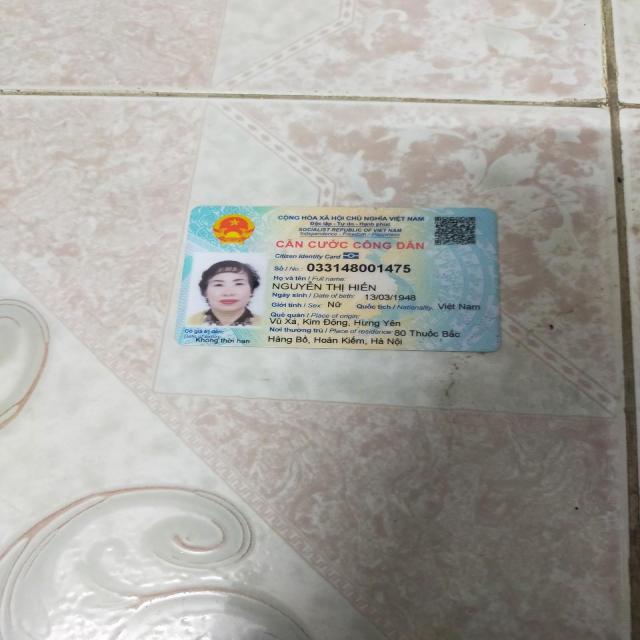 CỘNG HÒA XÃ HỘI CHỦ NGHĨA VIỆT NAM
Độc lập - Tự do - Hạnh phúc
SOCIALIST REPUBLIC OF VIET NAM
Independence - Freedom - Happiness
CĂN CƯỚC CÔNG DÂN
Citizen Identity Card
Số / No.: 033148001475
Họ và tên / Full name:
NGUYỄN THỊ HIỀN
Ngày sinh / Date of birth: 13/03/1948
Giới tính / Sex: Nữ Quốc tịch / Nationality: Việt Nam
Quê quán / Place of origin:
Vũ Xá, Kim Động, Hưng Yên
Nơi thường trú / Place of residence: 80 Thuốc Bắc
Hàng Bồ, Hoàn Kiếm, Hà Nội
Có giá trị đến:
Date of expiry
Không thời hạn